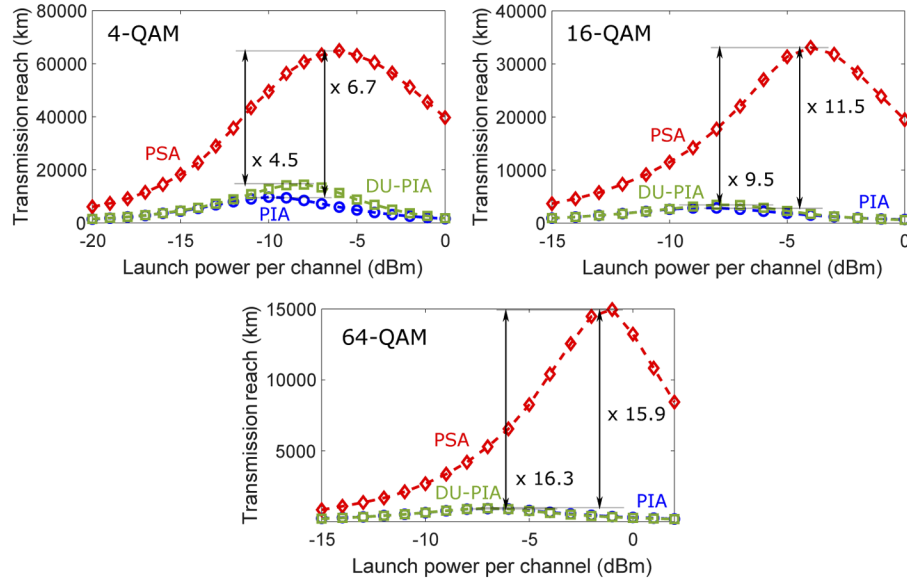 80000
60000
40000
20000
0
Transmission reach (km)
4-QAM
PSA
x 6.7
x 4.5
DU-PIA
PIA
-20
-15
-10
-5
0
Launch power per channel (dBm)
40000
30000
20000
10000
0
Transmission reach (km)
16-QAM
PSA
x 11.5
x 9.5
DU-PIA
PIA
-15
-10
-5
0
Launch power per channel (dBm)
15000
10000
5000
Transmission reach (km)
64-QAM
PSA
x 15.9
x 16.3
DU-PIA
PIA
-15
-10
-5
0
Launch power per channel (dBm)